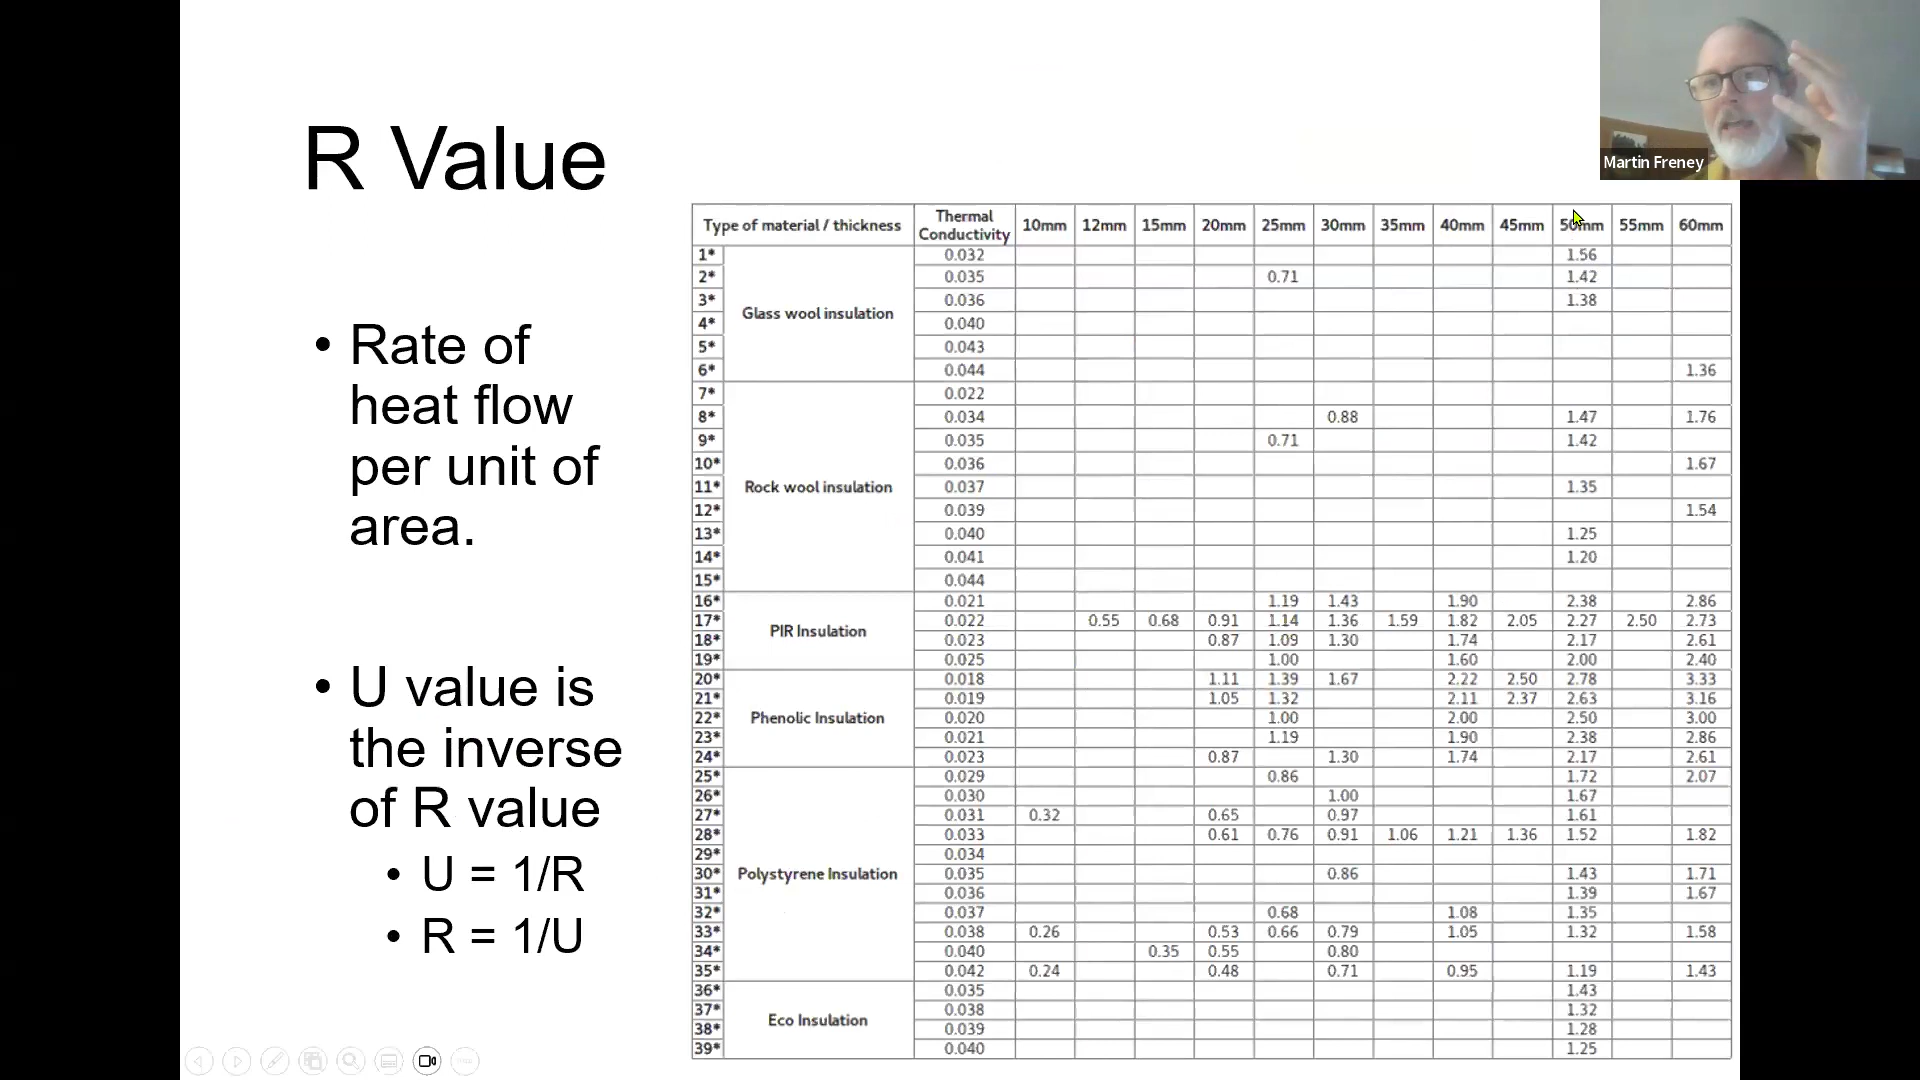 Martin Freney
R Value
• Rate of
heat flow
per unit of
area.
• U value is
the inverse
of R value
• U = 1/R
• R = 1/U
Type of material / thickness Thermal Conductivity 10mm 12mm 15mm 20mm 25mm 30mm 35mm 40mm 45mm 50mm 55mm 60mm
Glass wool insulation
1* 0.032 1.56
2* 0.035 0.71 1.42
3* 0.036 1.38
4* 0.040
5* 0.043
6* 0.044 1.36
Rock wool insulation
7* 0.022
8* 0.034 0.88 1.47 1.76
9* 0.035 0.71 1.42
10* 0.036 1.67
11* 0.037 1.35
12* 0.039 1.54
13* 0.040 1.25
14* 0.041 1.20
15* 0.044
PIR Insulation
16* 0.021 1.19 1.43 1.90 2.38 2.86
17* 0.022 0.55 0.68 0.91 1.14 1.36 1.59 1.82 2.05 2.27 2.50 2.73
18* 0.023 0.87 1.09 1.30 1.74 2.17 2.61
19* 0.025 1.00 1.60 2.00 2.40
Phenolic Insulation
20* 0.018 1.11 1.39 1.67 2.22 2.50 2.78 3.33
21* 0.019 1.05 1.32 2.11 2.37 2.63 3.16
22* 0.020 1.00 2.00 2.50 3.00
23* 0.021 1.19 1.90 2.38 2.86
24* 0.023 0.87 1.30 1.74 2.17 2.61
Polystyrene Insulation
25* 0.029 0.86 1.72 2.07
26* 0.030 1.00 1.67
27* 0.031 0.32 0.65 0.97 1.61
28* 0.033 0.61 0.76 0.91 1.06 1.21 1.36 1.52 1.82
29* 0.034
30* 0.035 0.86 1.43 1.71
31* 0.036 1.39 1.67
32* 0.037 0.68 1.08 1.35
33* 0.038 0.26 0.53 0.66 0.79 1.05 1.32 1.58
34* 0.040 0.35 0.55 0.80
35* 0.042 0.24 0.48 0.71 0.95 1.19 1.43
Eco Insulation
36* 0.035 1.43
37* 0.038 1.32
38* 0.039 1.28
39* 0.040 1.25